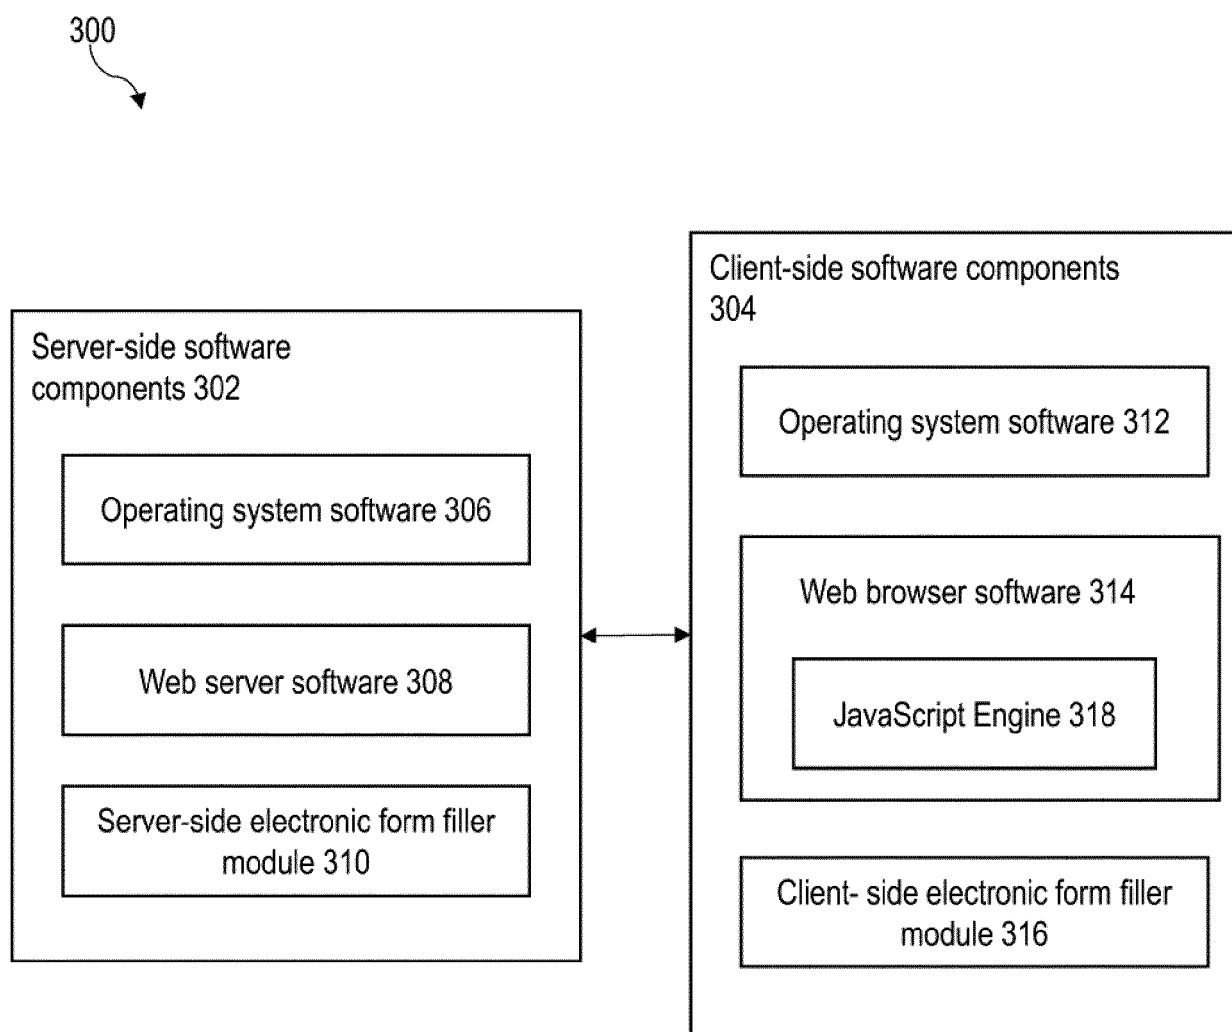 300
Server-side software
components 302
Operating system software 306
Web server software 308
Server-side electronic form filler
module 310
Client-side software components
304
Operating system software 312
Web browser software 314
JavaScript Engine 318
Client- side electronic form filler
module 316